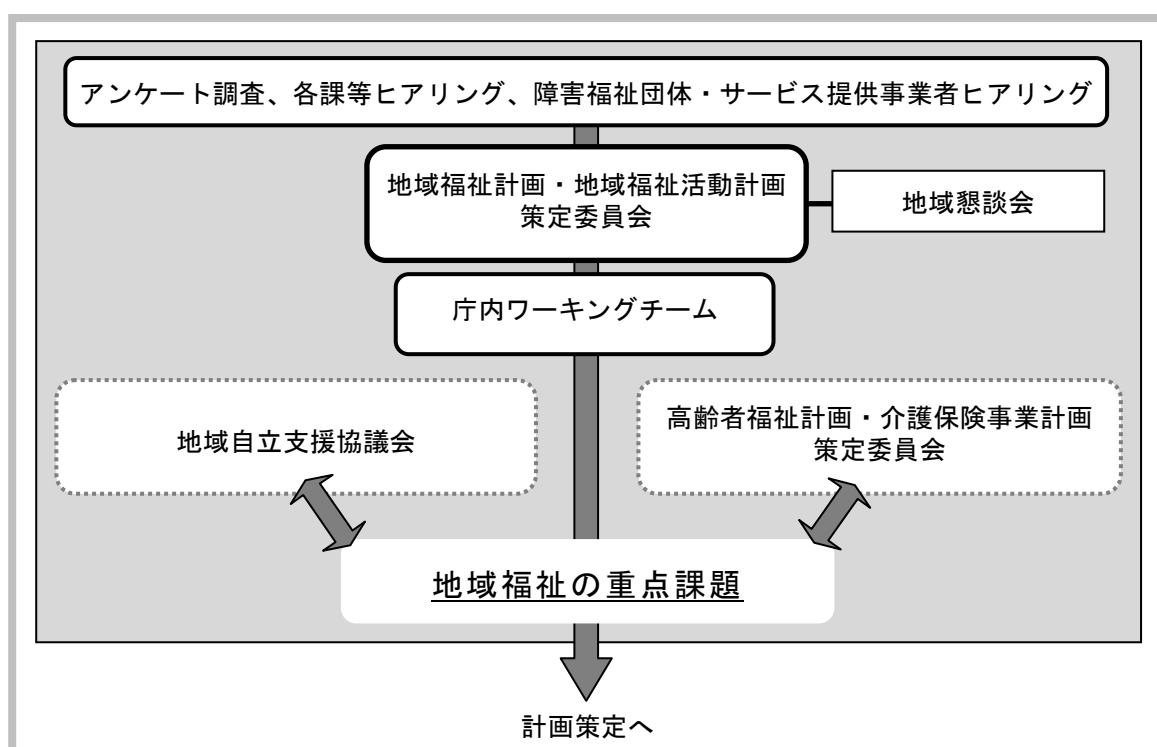 アンケート調査、各課等ヒアリング、障害福祉団体・サービス提供事業者ヒアリング
地域福祉計画・地域福祉活動計画
策定委員会
地域懇談会
庁内ワーキングチーム
地域自立支援協議会
高齢者福祉計画・介護保険事業計画
策定委員会
地域福祉の重点課題
計画策定へ